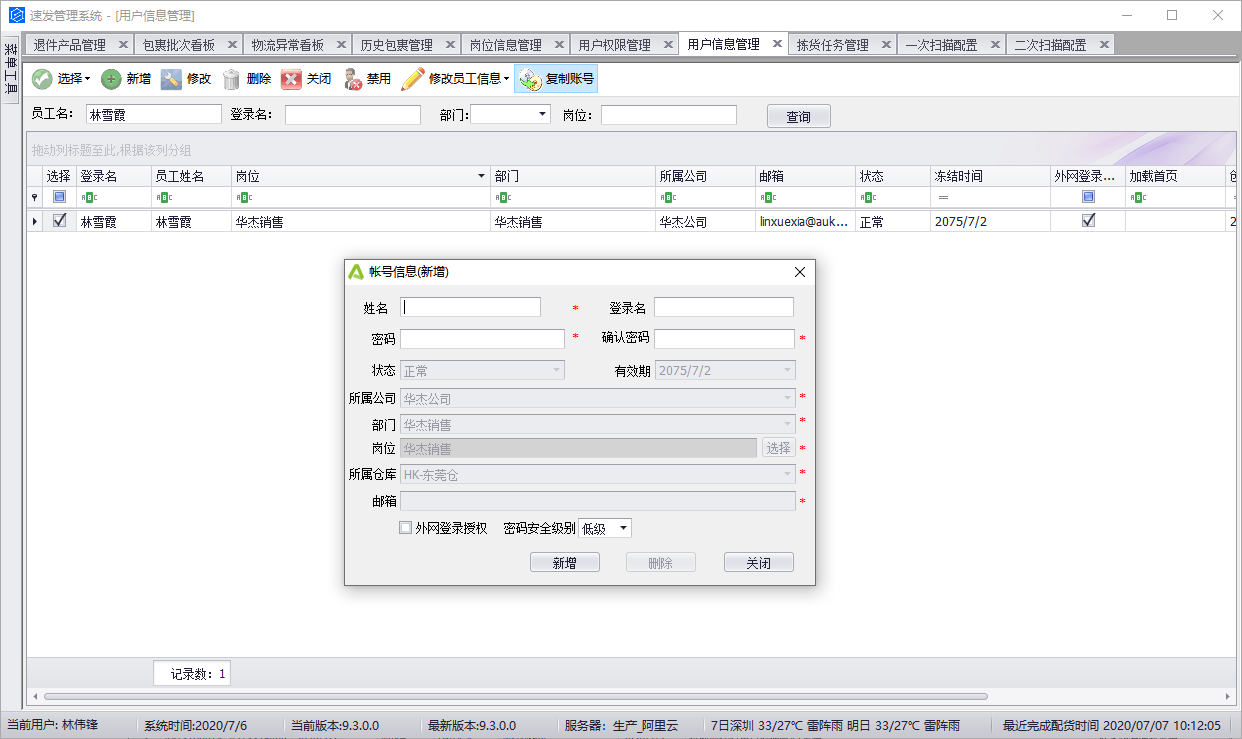 速发管理系统 - [用户信息管理]
退件产品管理 包裹批次看板 物流异常看板 历史包裹管理 岗位信息管理 用户权限管理 用户信息管理 拣货任务管理 一次扫描配置 二次扫描配置
菜单工具
选择 新增 修改 删除 关闭 禁用 修改员工信息 复制账号
员工名： 林雪霞 登录名： 部门： 岗位： 查询
拖动列标题至此,根据该列分组
选择 登录名 员工姓名 岗位 部门 所属公司 邮箱 状态 冻结时间 外网登录... 加载首页
林雪霞 林雪霞 华杰销售 华杰销售 华杰公司 linxuexia@auk... 正常 2075/7/2
帐号信息(新增)
姓名 * 登录名
密码 * 确认密码 *
状态 正常 有效期 2075/7/2
所属公司 华杰公司 *
部门 华杰销售 *
岗位 华杰销售 选择 *
所属仓库 HK-东莞仓 *
邮箱 *
外网登录授权 密码安全级别 低级
新增 删除 关闭
记录数：1
当前用户: 林伟锋 系统时间:2020/7/6 当前版本:9.3.0.0 最新版本:9.3.0.0 服务器：生产_阿里云 7日深圳 33/27℃ 雷阵雨 明日 33/27℃ 雷阵雨 最近完成配货时间 2020/07/07 10:12:05